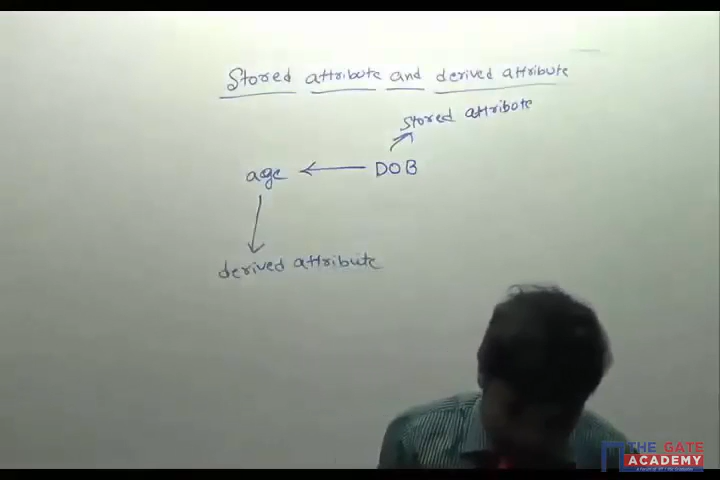 Stored attribute and derived attribute
Stored attribute
age ← DOB
derived attribute
THE GATE
ACADEMY